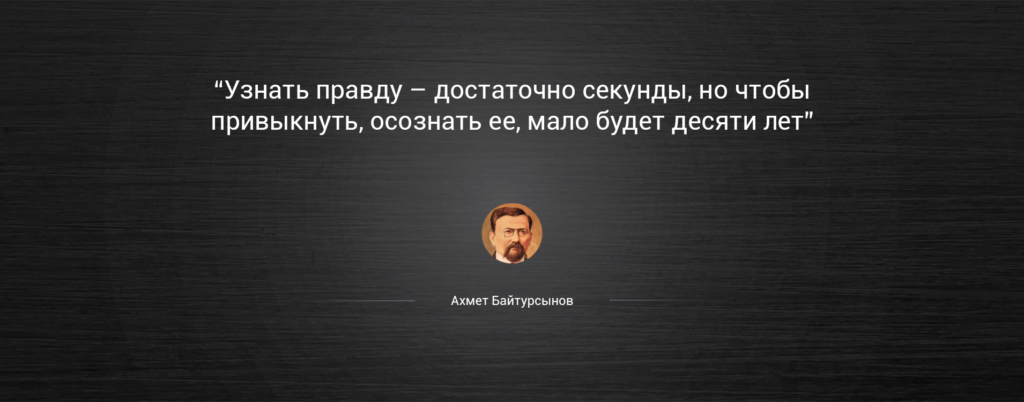 “Узнать правду – достаточно секунды, но чтобы
привыкнуть, осознать ее, мало будет десяти лет”
Ахмет Байтурсынов